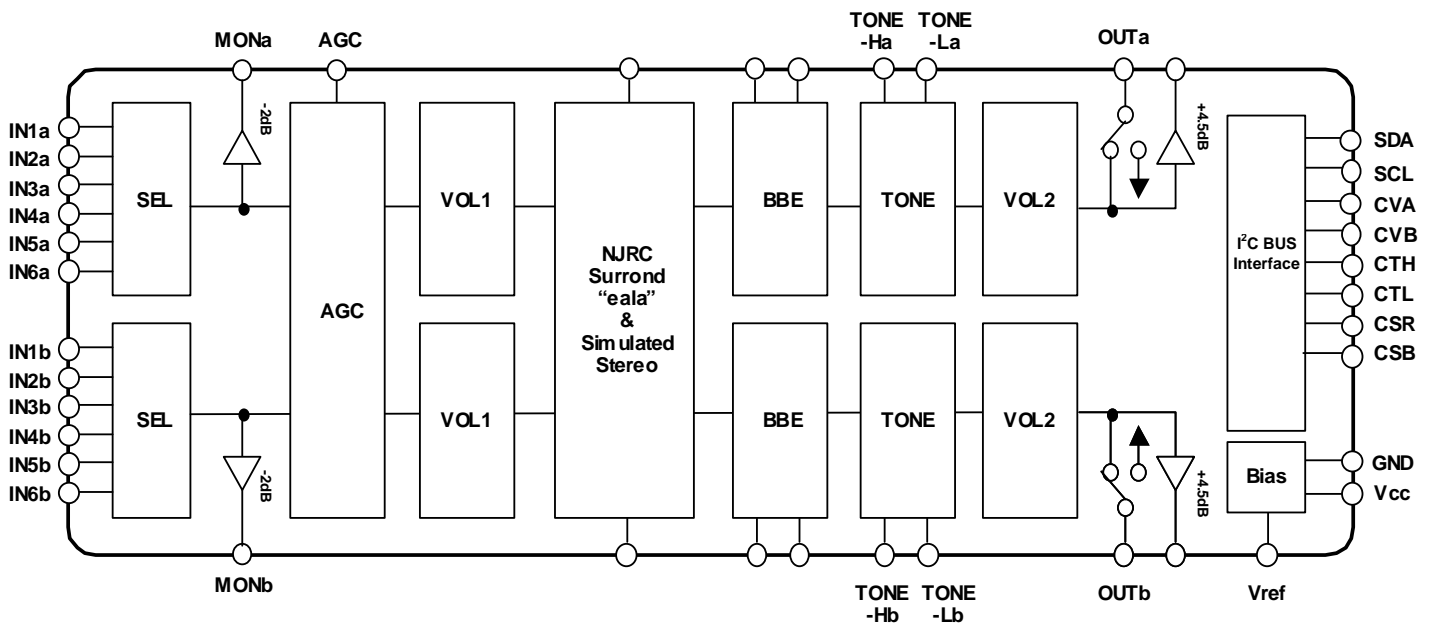 TONE TONE
-Ha -La
MONa AGC OUTa
-2dB
+4.5dB
IN1a
IN2a
IN3a
IN4a
IN5a
IN6a
SEL
VOL1
BBE
TONE
VOL2
AGC
NJRC
Surrond
“eala”
&
Simulated
Stereo
I²C BUS
Interface
SDA
SCL
CVA
CVB
CTH
CTL
CSR
CSB
IN1b
IN2b
IN3b
IN4b
IN5b
IN6b
SEL
VOL1
BBE
TONE
VOL2
-2dB
+4.5dB
Bias
GND
Vcc
MONb
TONE TONE
-Hb -Lb
OUTb
Vref